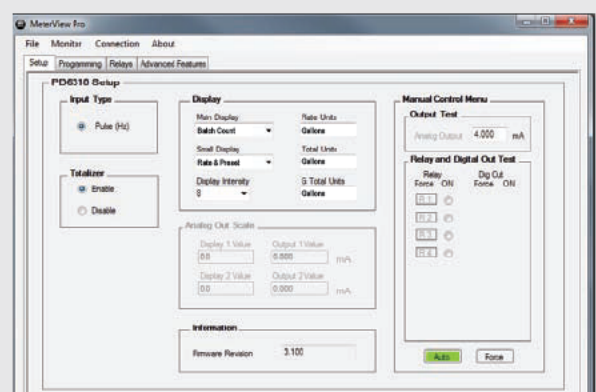 MeterView Pro
File Monitor Connection About
Setup Programming Relays Advanced Features
PD6310 Setup
Input Type
Pulse (Hz)
Totalizer
Enable
Disable
Display
Main Display Rate Units
Batch Count Gallons
Small Display Total Units
Rate & Preset Gallons
Display Intensity G Total Units
8 Gallons
Analog Out Scale
Display 1 Value Output 1 Value
0.0 0.000 mA
Display 2 Value Output 2 Value
0.0 0.000 mA
Information
Firmware Revision 3.100
Manual Control Menu
Output Test
Analog Output 4.000 mA
Relay and Digital Out Test
Relay Dig Out
Force ON Force ON
R 1
R 2
R 3
R 4
Auto Force